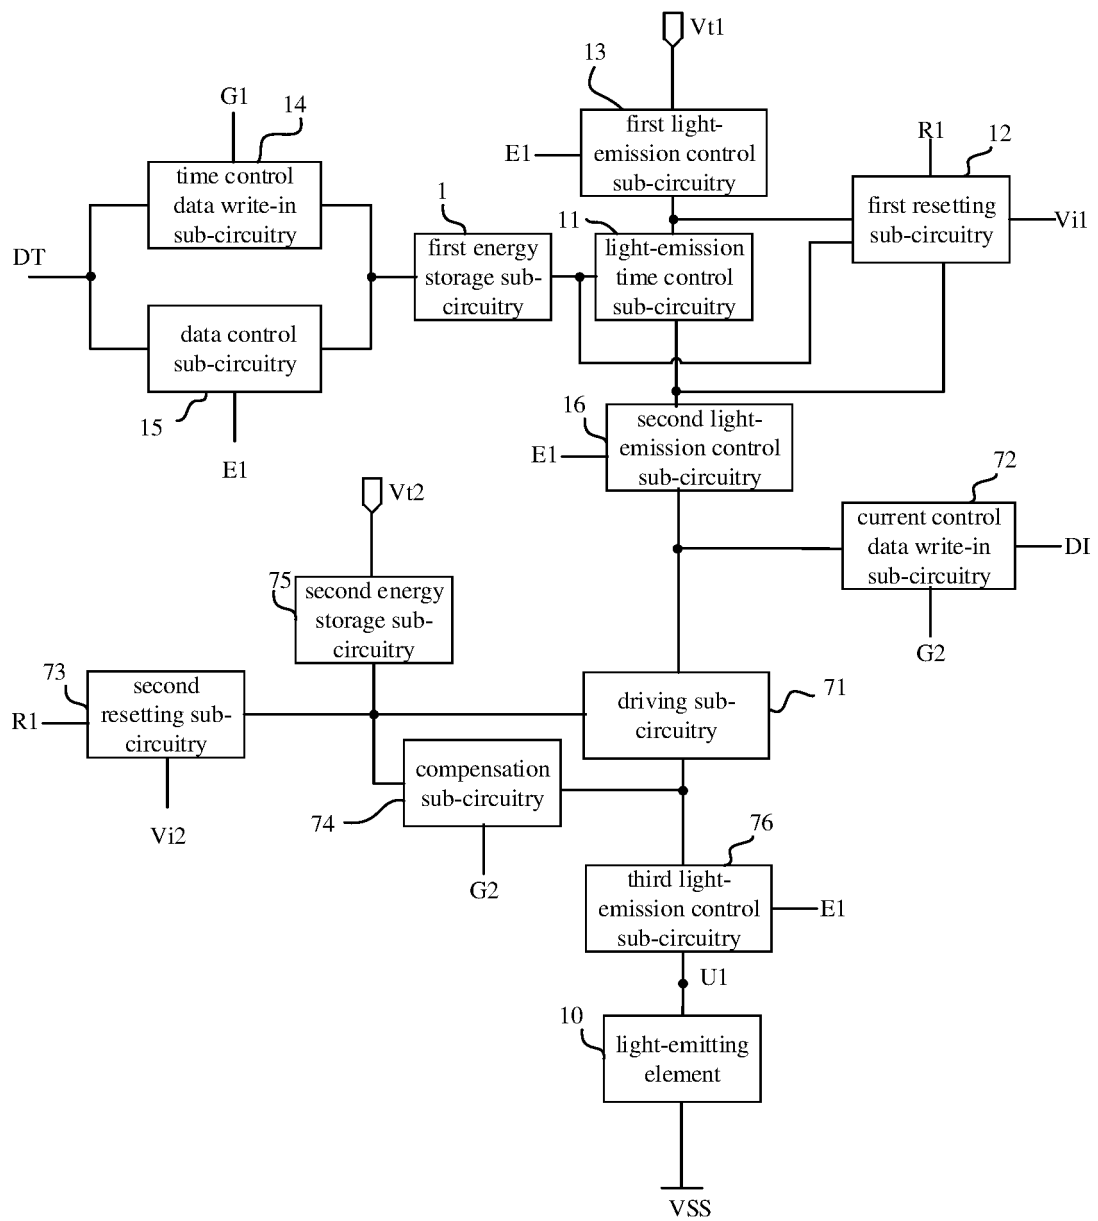 Vt1
13
G1
14
first light-
emission control
sub-circuitry
E1
R1
12
time control
data write-in
sub-circuitry
1
11
first resetting
sub-circuitry
Vi1
DT
first energy
storage sub-
circuitry
light-emission
time control
sub-circuitry
data control
sub-circuitry
15
E1
16
second light-
emission control
sub-circuitry
E1
72
Vt2
current control
data write-in
sub-circuitry
DI
G2
75
second energy
storage sub-
circuitry
73
second
resetting sub-
circuitry
R1
Vi2
driving sub-
circuitry
71
compensation
sub-circuitry
74
G2
76
third light-
emission control
sub-circuitry
E1
U1
10
light-emitting
element
VSS